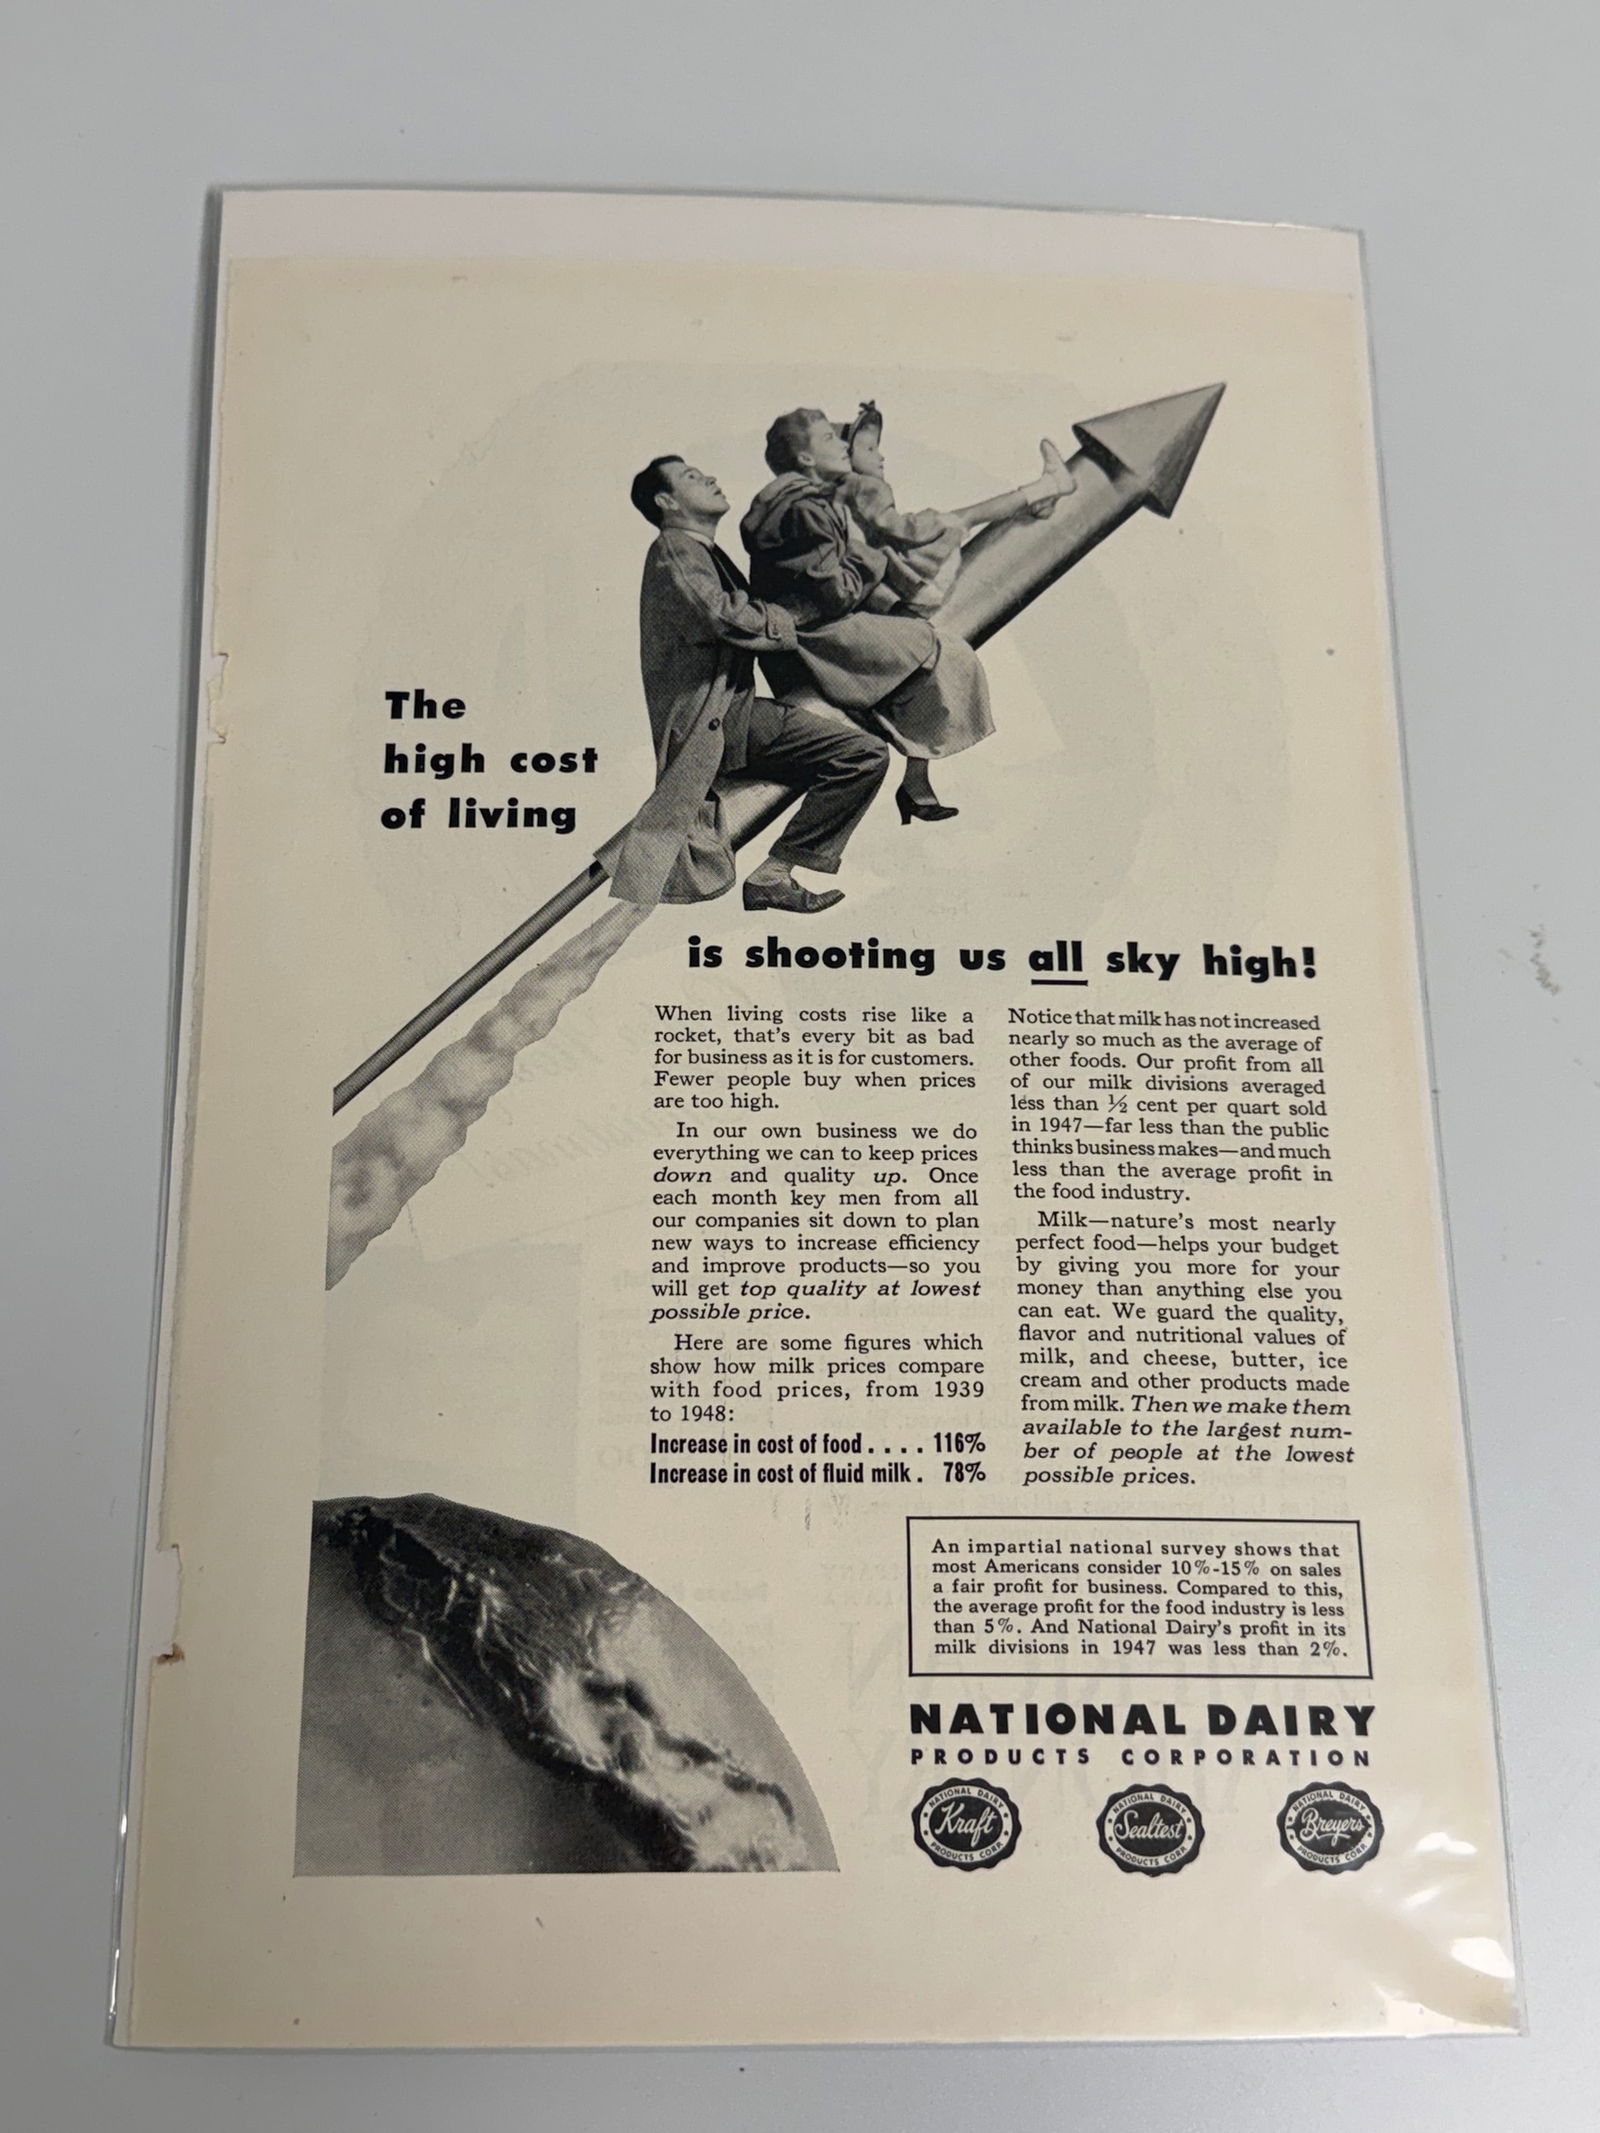 The
high cost
of living
is shooting us all sky high!
When living costs rise like a
rocket, that's every bit as bad
for business as it is for customers.
Fewer people buy when prices
are too high.
In our own business we do
everything we can to keep prices
down and quality up. Once
each month key men from all
our companies sit down to plan
new ways to increase efficiency
and improve products—so you
will get top quality at lowest
possible price.
Here are some figures which
show how milk prices compare
with food prices, from 1939
to 1948:
Increase in cost of food . . . . 116%
Increase in cost of fluid milk . 78%
Notice that milk has not increased
nearly so much as the average of
other foods. Our profit from all
of our milk divisions averaged
less than ½ cent per quart sold
in 1947—far less than the public
thinks business makes—and much
less than the average profit in
the food industry.
Milk—nature's most nearly
perfect food—helps your budget
by giving you more for your
money than anything else you
can eat. We guard the quality,
flavor and nutritional values of
milk, and cheese, butter, ice
cream and other products made
from milk. Then we make them
available to the largest num-
ber of people at the lowest
possible prices.
An impartial national survey shows that
most Americans consider 10%-15% on sales
a fair profit for business. Compared to this,
the average profit for the food industry is less
than 5%. And National Dairy's profit in its
milk divisions in 1947 was less than 2%.
NATIONAL DAIRY
PRODUCTS CORPORATION
NATIONAL DAIRY
Kraft
PRODUCTS CORP.
NATIONAL DAIRY
Sealtest
PRODUCTS CORP.
NATIONAL DAIRY
Breyers
PRODUCTS CORP.